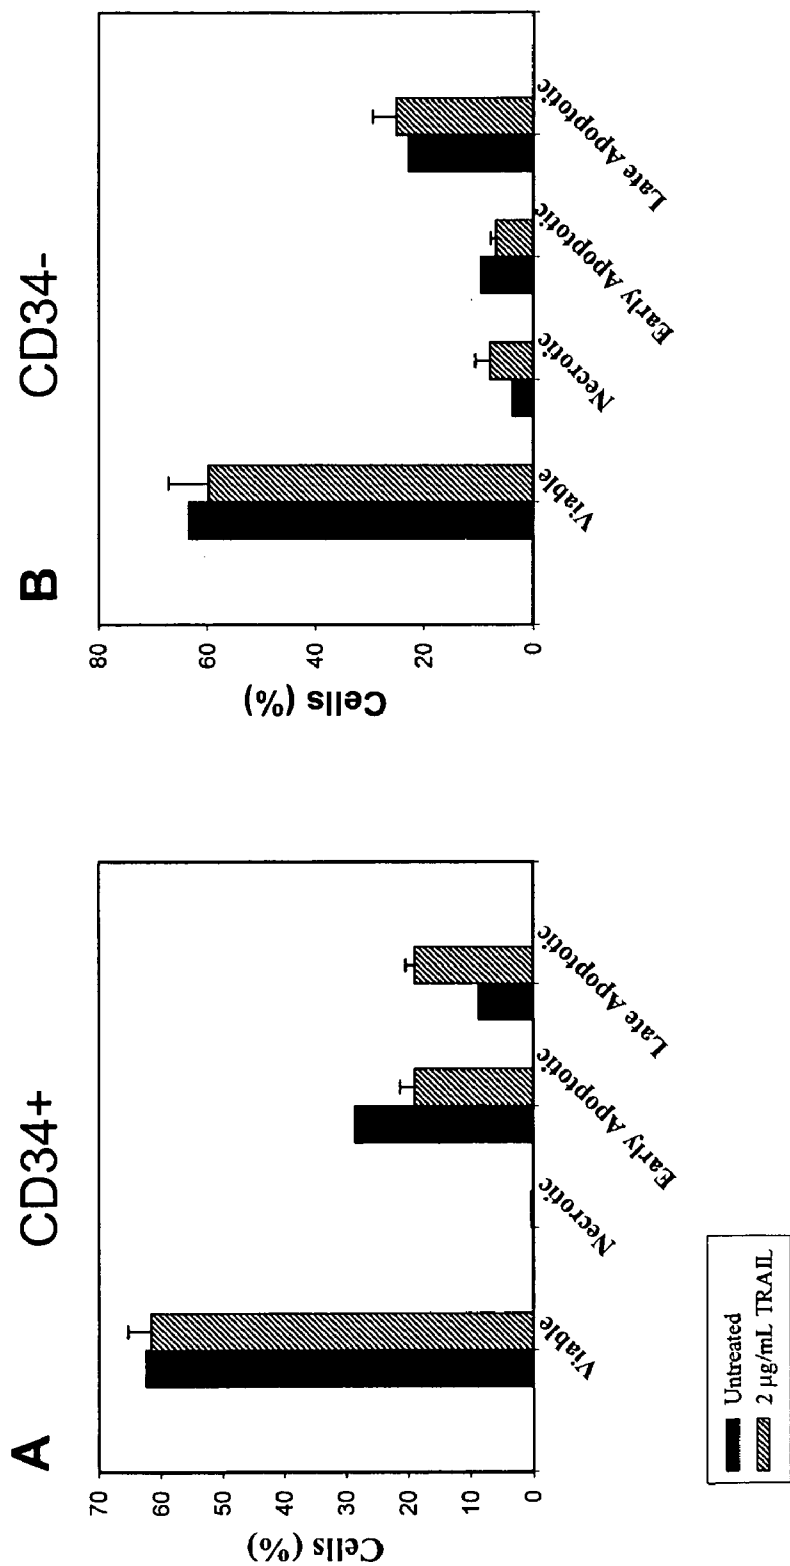 A
CD34+
Cells (%)
70
60
50
40
30
20
10
0
Viable
Necrotic
Early Apoptotic
Late Apoptotic
B
CD34-
Cells (%)
80
60
40
20
0
Viable
Necrotic
Early Apoptotic
Late Apoptotic
Untreated
2 µg/mL TRAIL